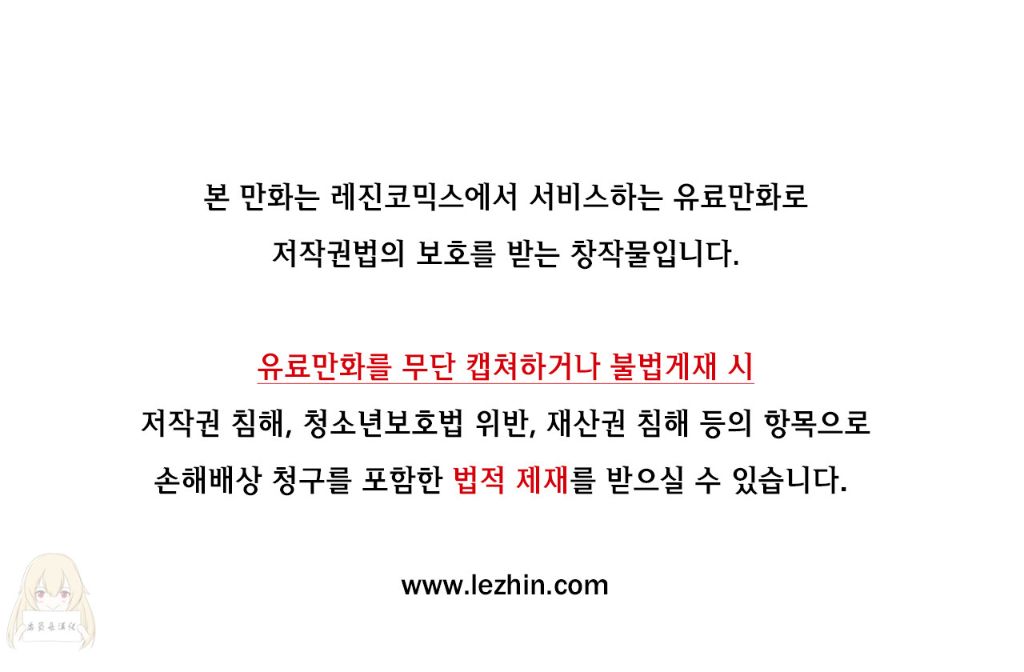 본 만화는 레진코믹스에서 서비스하는 유료만화로
저작권법의 보호를 받는 창작물입니다.
유료만화를 무단 캡쳐하거나 불법게재 시
저작권 침해, 청소년보호법 위반, 재산권 침해 등의 항목으로
손해배상 청구를 포함한 법적 제재를 받으실 수 있습니다.
www.lezhin.com